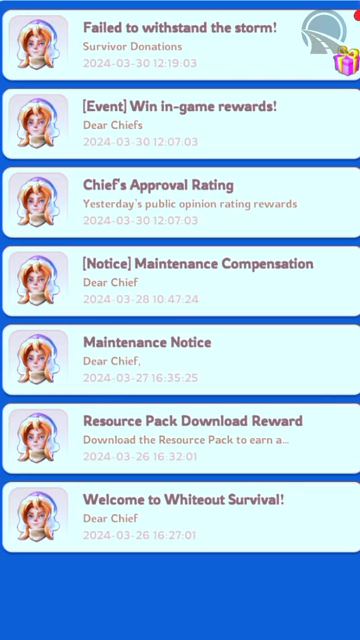 Failed to withstand the storm!
Survivor Donations
2024-03-30 12:19:03
[Event] Win in-game rewards!
Dear Chiefs
2024-03-30 12:07:03
Chief's Approval Rating
Yesterday's public opinion rating rewards
2024-03-30 12:07:03
[Notice] Maintenance Compensation
Dear Chief
2024-03-28 10:47:24
Maintenance Notice
Dear Chief,
2024-03-27 16:35:25
Resource Pack Download Reward
Download the Resource Pack to earn a...
2024-03-26 16:32:01
Welcome to Whiteout Survival!
Dear Chief
2024-03-26 16:27:01